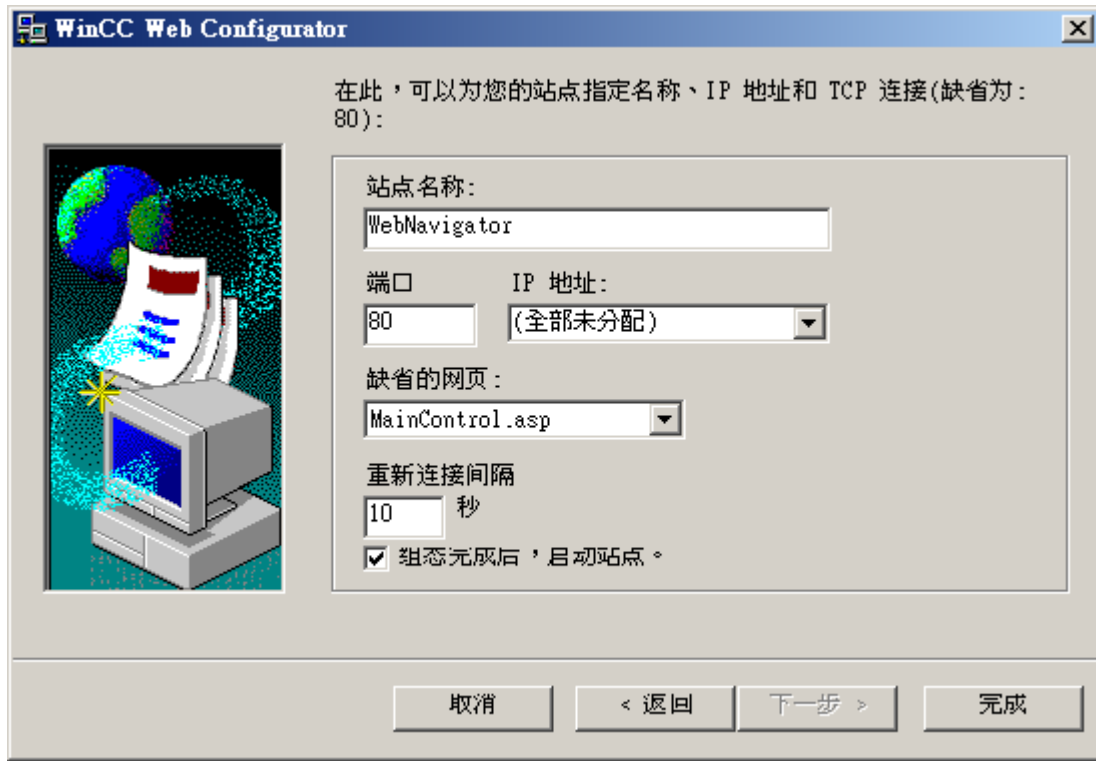 WinCC Web Configurator
在此，可以为您的站点指定名称、IP 地址和 TCP 连接(缺省为:
80):
站点名称:
WebNavigator
端口 IP 地址:
80 (全部未分配)
缺省的网页:
MainControl.asp
重新连接间隔
10 秒
组态完成后，启动站点。
取消 < 返回 下一步 > 完成